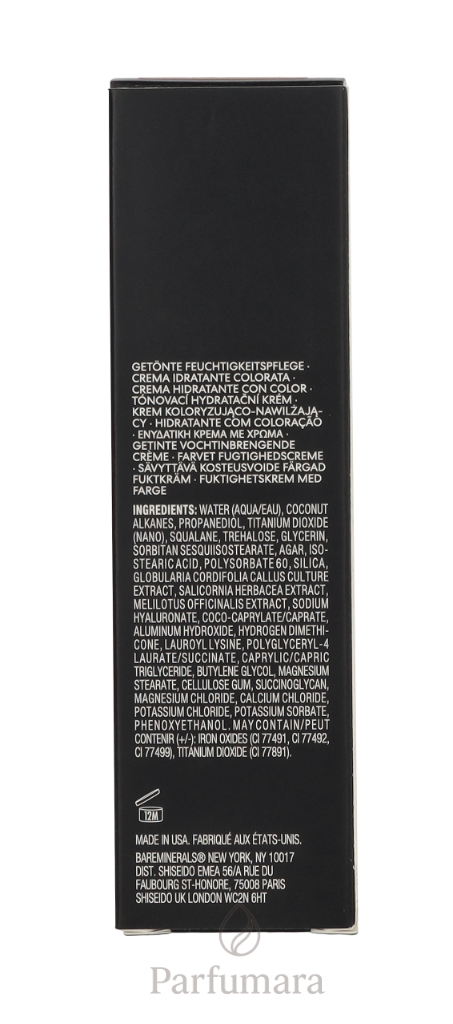 GETÖNTE FEUCHTIGKEITSPFLEGE ·
CREMA IDRATANTE COLORATA ·
CREMA HIDRATANTE CON COLOR ·
TÓNOVACÍ HYDRATAČNÍ KRÉM ·
KREM KOLORYZUJĄCO-NAWILŻAJĄ-
CY · HIDRATANTE COM COLORAÇÃO
· ΕΝΥΔΑΤΙΚΗ ΚΡΕΜΑ ΜΕ ΧΡΩΜΑ ·
GETINTE VOCHTINBRENGENDE
CRÈME · FARVET FUGTIGHEDSCREME
· SÄVYTTÄVÄ KOSTEUSVOIDE FÄRGAD
FUKTKRÄM · FUKTIGHETSKREM MED
FARGE
INGREDIENTS: WATER (AQUA/EAU), COCONUT
ALKANES, PROPANEDIOL, TITANIUM DIOXIDE
(NANO), SQUALANE, TREHALOSE, GLYCERIN,
SORBITAN SESQUIISOSTEARATE, AGAR, ISO-
STEARIC ACID, POLYSORBATE 60, SILICA,
GLOBULARIA CORDIFOLIA CALLUS CULTURE
EXTRACT, SALICORNIA HERBACEA EXTRACT,
MELILOTUS OFFICINALIS EXTRACT, SODIUM
HYALURONATE, COCO-CAPRYLATE/CAPRATE,
ALUMINUM HYDROXIDE, HYDROGEN DIMETHI-
CONE, LAUROYL LYSINE, POLYGLYCERYL-4
LAURATE/SUCCINATE, CAPRYLIC/CAPRIC
TRIGLYCERIDE, BUTYLENE GLYCOL, MAGNESIUM
STEARATE, CELLULOSE GUM, SUCCINOGLYCAN,
MAGNESIUM CHLORIDE, CALCIUM CHLORIDE,
POTASSIUM CHLORIDE, POTASSIUM SORBATE,
PHENOXYETHANOL. MAY CONTAIN/PEUT
CONTENIR (+/-): IRON OXIDES (CI 77491, CI 77492,
CI 77499), TITANIUM DIOXIDE (CI 77891).
12M
MADE IN USA. FABRIQUÉ AUX ÉTATS-UNIS.
BAREMINERALS® NEW YORK, NY 10017
DIST. SHISEIDO EMEA 56/A RUE DU
FAUBOURG ST-HONORE, 75008 PARIS
SHISEIDO UK LONDON WC2N 6HT
Parfumara